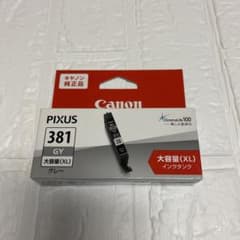 キヤノン
純正品
Canon
PIXUS
381
GY
大容量(XL)
グレー
ChromaLife100
大容量(XL)
インクタンク